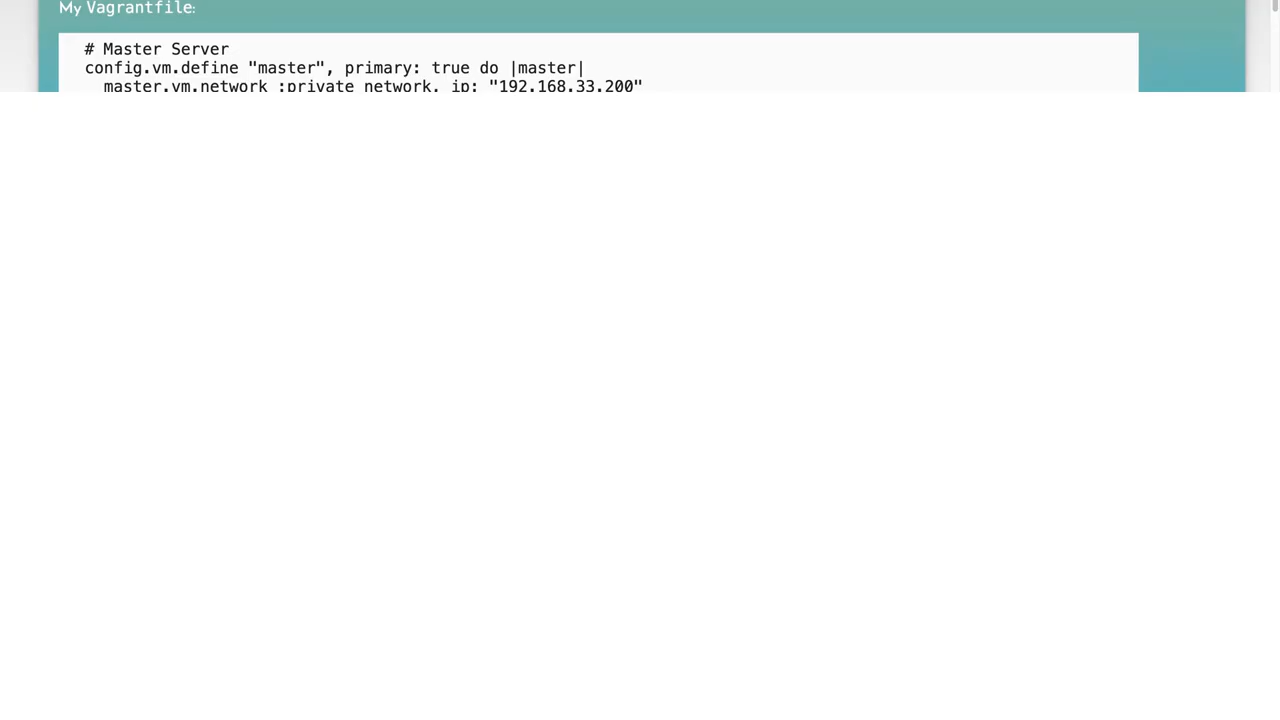 My Vagrantfile:
# Master Server
config.vm.define "master", primary: true do |master|
master.vm.network :private_network, ip: "192.168.33.200"